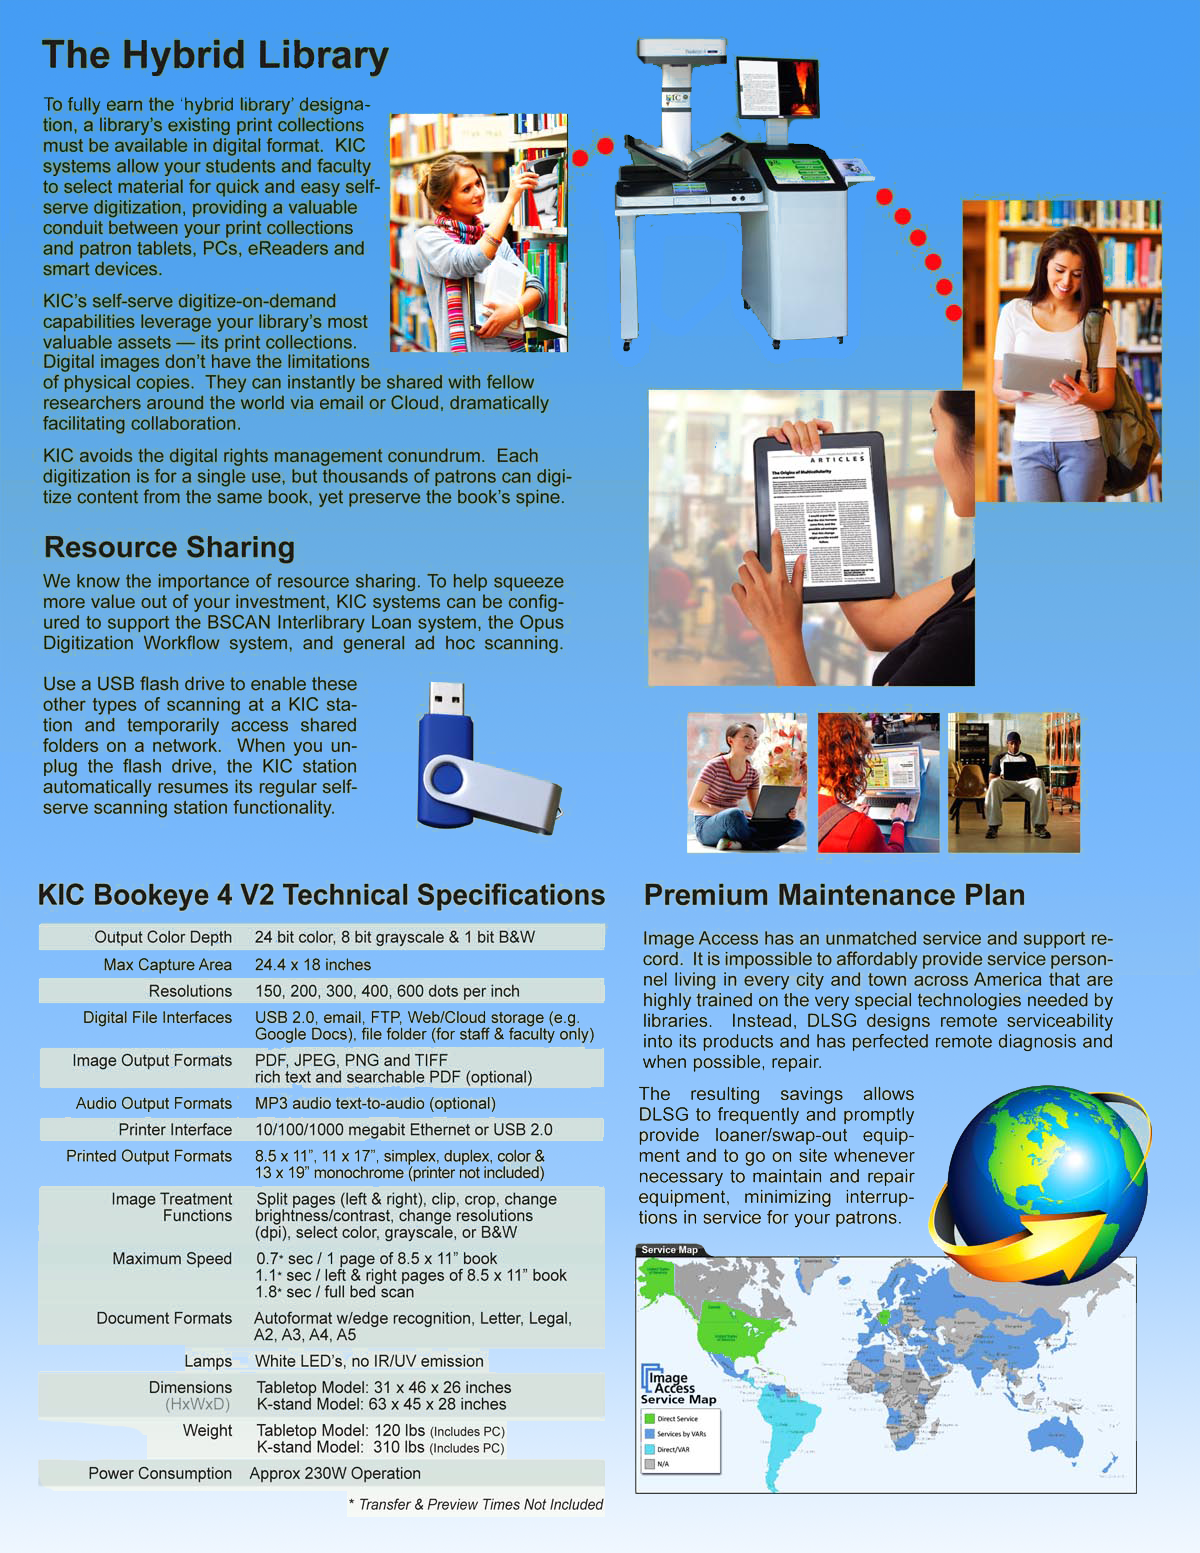 The Hybrid Library
To fully earn the ‘hybrid library’ designa-
tion, a library’s existing print collections
must be available in digital format.  KIC
systems allow your students and faculty
to select material for quick and easy self-
serve digitization, providing a valuable
conduit between your print collections
and patron tablets, PCs, eReaders and
smart devices.
KIC’s self-serve digitize-on-demand
capabilities leverage your library’s most
valuable assets — its print collections.
Digital images don’t have the limitations
of physical copies.  They can instantly be shared with fellow
researchers around the world via email or Cloud, dramatically
facilitating collaboration.
KIC avoids the digital rights management conundrum.  Each
digitization is for a single use, but thousands of patrons can digi-
tize content from the same book, yet preserve the book’s spine.
KIC
ARTICLES
The Origins of Multicellularity
Resource Sharing
We know the importance of resource sharing. To help squeeze
more value out of your investment, KIC systems can be config-
ured to support the BSCAN Interlibrary Loan system, the Opus
Digitization Workflow system, and general ad hoc scanning.
Use a USB flash drive to enable these
other types of scanning at a KIC sta-
tion and temporarily access shared
folders on a network.  When you un-
plug the flash drive, the KIC station
automatically resumes its regular self-
serve scanning station functionality.
KIC Bookeye 4 V2 Technical Specifications
Output Color Depth 24 bit color, 8 bit grayscale & 1 bit B&W
Max Capture Area 24.4 x 18 inches
Resolutions 150, 200, 300, 400, 600 dots per inch
Digital File Interfaces USB 2.0, email, FTP, Web/Cloud storage (e.g.
Google Docs), file folder (for staff & faculty only)
Image Output Formats PDF, JPEG, PNG and TIFF
rich text and searchable PDF (optional)
Audio Output Formats MP3 audio text-to-audio (optional)
Printer Interface 10/100/1000 megabit Ethernet or USB 2.0
Printed Output Formats 8.5 x 11”, 11 x 17”, simplex, duplex, color &
13 x 19” monochrome (printer not included)
Image Treatment Split pages (left & right), clip, crop, change
Functions brightness/contrast, change resolutions
(dpi), select color, grayscale, or B&W
Maximum Speed 0.7* sec / 1 page of 8.5 x 11” book
1.1* sec / left & right pages of 8.5 x 11” book
1.8* sec / full bed scan
Document Formats Autoformat w/edge recognition, Letter, Legal,
A2, A3, A4, A5
Lamps White LED’s, no IR/UV emission
Dimensions Tabletop Model: 31 x 46 x 26 inches
(HxWxD) K-stand Model: 63 x 45 x 28 inches
Weight Tabletop Model: 120 lbs (Includes PC)
K-stand Model:  310 lbs (Includes PC)
Power Consumption Approx 230W Operation
* Transfer & Preview Times Not Included
Premium Maintenance Plan
Image Access has an unmatched service and support re-
cord.  It is impossible to affordably provide service person-
nel living in every city and town across America that are
highly trained on the very special technologies needed by
libraries.  Instead, DLSG designs remote serviceability
into its products and has perfected remote diagnosis and
when possible, repair.
The resulting savings allows
DLSG to frequently and promptly
provide loaner/swap-out equip-
ment and to go on site whenever
necessary to maintain and repair
equipment, minimizing interrup-
tions in service for your patrons.
Service Map
Image
Access
Service Map
Direct Service
Services by VARs
Direct/VAR
N/A